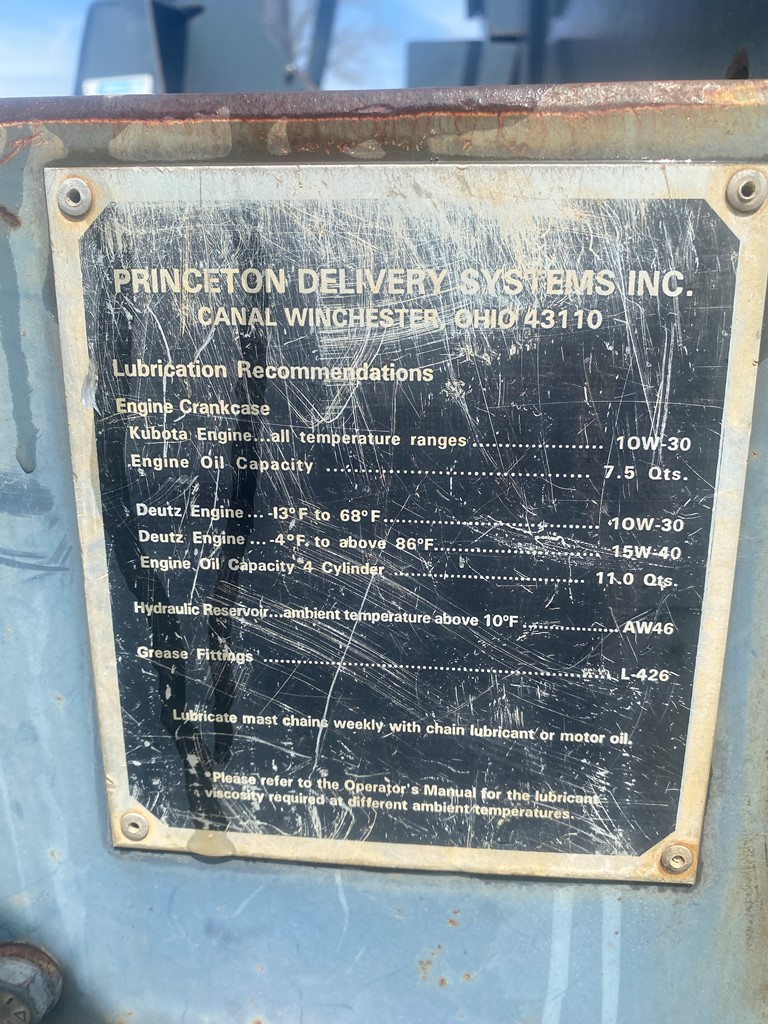 PRINCETON DELIVERY SYSTEMS INC.
CANAL WINCHESTER, OHIO 43110
Lubrication Recommendations
Engine Crankcase
Kubota Engine...all temperature ranges .................... 10W-30
Engine Oil Capacity ........................................ 7.5 Qts.
Deutz Engine ...-13°F to 68°F.................................. 10W-30
Deutz Engine ...-4°F. to above 86°F......................... 15W-40
Engine Oil Capacity 4 Cylinder .............................. 11.0 Qts.
Hydraulic Reservoir...ambient temperature above 10°F ................ AW46
Grease Fittings ...................................................... L-426
Lubricate mast chains weekly with chain lubricant or motor oil.
*Please refer to the Operator's Manual for the lubricant
viscosity required at different ambient temperatures.